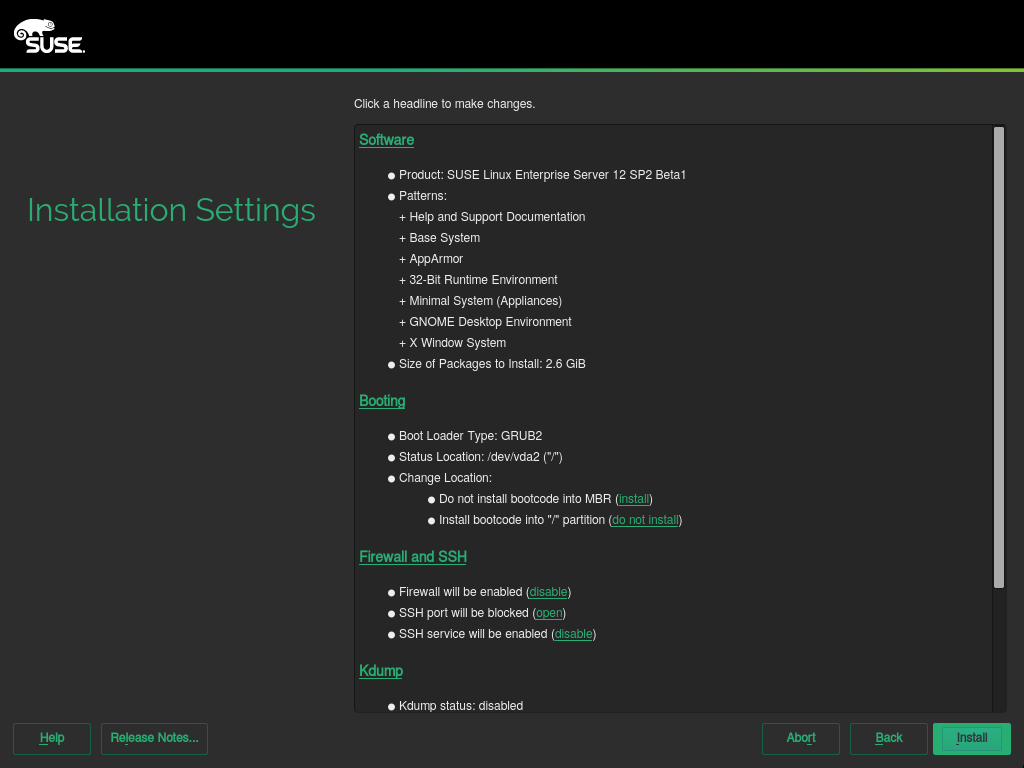 SUSE.
Click a headline to make changes.
Installation Settings
Software
● Product: SUSE Linux Enterprise Server 12 SP2 Beta1
● Patterns:
+ Help and Support Documentation
+ Base System
+ AppArmor
+ 32-Bit Runtime Environment
+ Minimal System (Appliances)
+ GNOME Desktop Environment
+ X Window System
● Size of Packages to Install: 2.6 GiB
Booting
● Boot Loader Type: GRUB2
● Status Location: /dev/vda2 ("/")
● Change Location:
● Do not install bootcode into MBR (install)
● Install bootcode into "/" partition (do not install)
Firewall and SSH
● Firewall will be enabled (disable)
● SSH port will be blocked (open)
● SSH service will be enabled (disable)
Kdump
● Kdump status: disabled
Help Release Notes... Abort Back Install